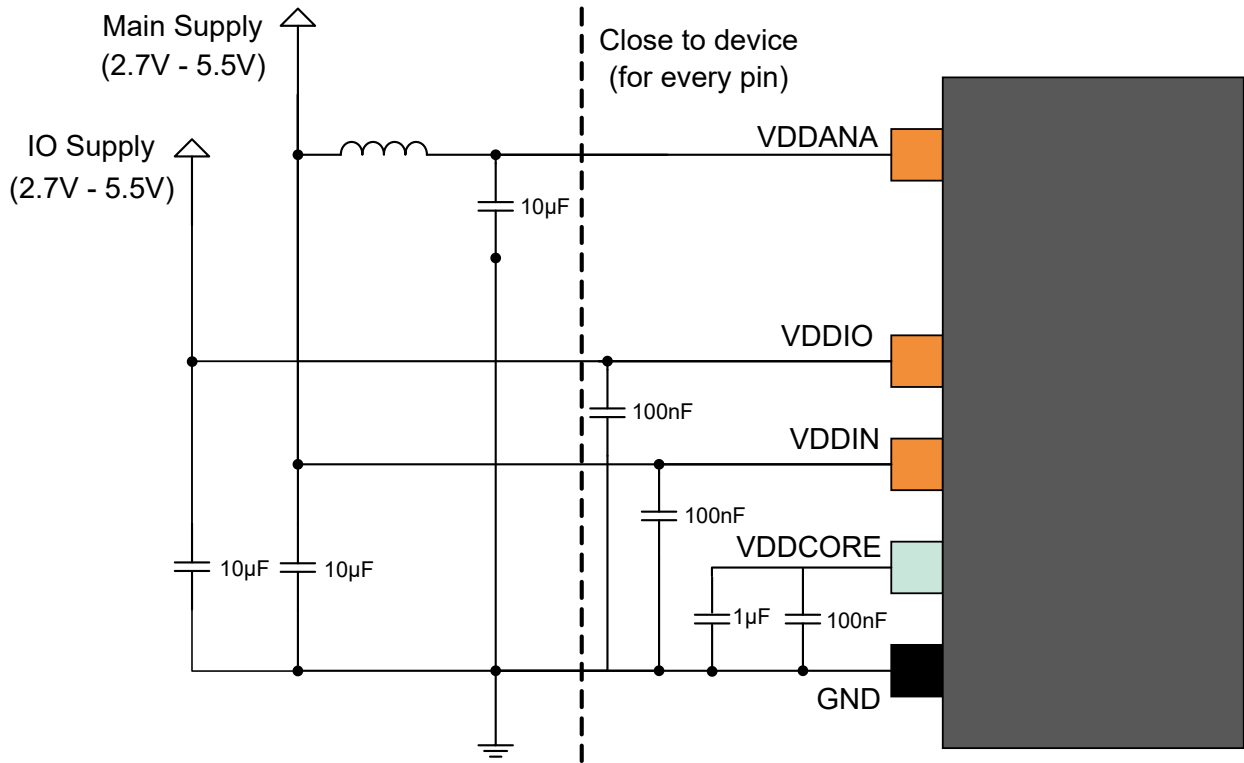 Main Supply
(2.7V - 5.5V)
Close to device
(for every pin)
IO Supply
(2.7V - 5.5V)
VDDANA
10µF
VDDIO
100nF
VDDIN
100nF
VDDCORE
10µF
10µF
1µF
100nF
GND